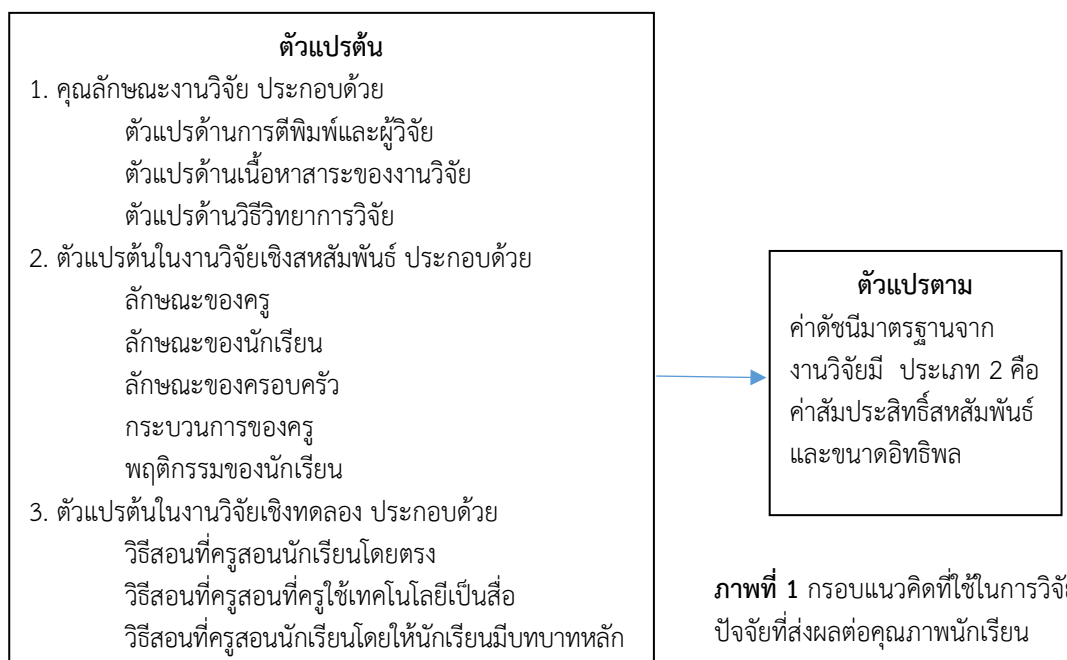 ตัวแปรต้น
1. คุณลักษณะงานวิจัย ประกอบด้วย
ตัวแปรด้านการตีพิมพ์และผู้วิจัย
ตัวแปรด้านเนื้อหาสาระของงานวิจัย
ตัวแปรด้านวิธีวิทยาการวิจัย
2. ตัวแปรต้นในงานวิจัยเชิงสหสัมพันธ์ ประกอบด้วย
ลักษณะของครู
ลักษณะของนักเรียน
ลักษณะของครอบครัว
กระบวนการของครู
พฤติกรรมของนักเรียน
3. ตัวแปรต้นในงานวิจัยเชิงทดลอง ประกอบด้วย
วิธีสอนที่ครูสอนนักเรียนโดยตรง
วิธีสอนที่ครูสอนที่ครูใช้เทคโนโลยีเป็นสื่อ
วิธีสอนที่ครูสอนนักเรียนโดยให้นักเรียนมีบทบาทหลัก
ตัวแปรตาม
ค่าดัชนีมาตรฐานจาก
งานวิจัยมี ประเภท 2 คือ
ค่าสัมประสิทธิ์สหสัมพันธ์
และขนาดอิทธิพล
ภาพที่ 1 กรอบแนวคิดที่ใช้ในการวิจัย
ปัจจัยที่ส่งผลต่อคุณภาพนักเรียน